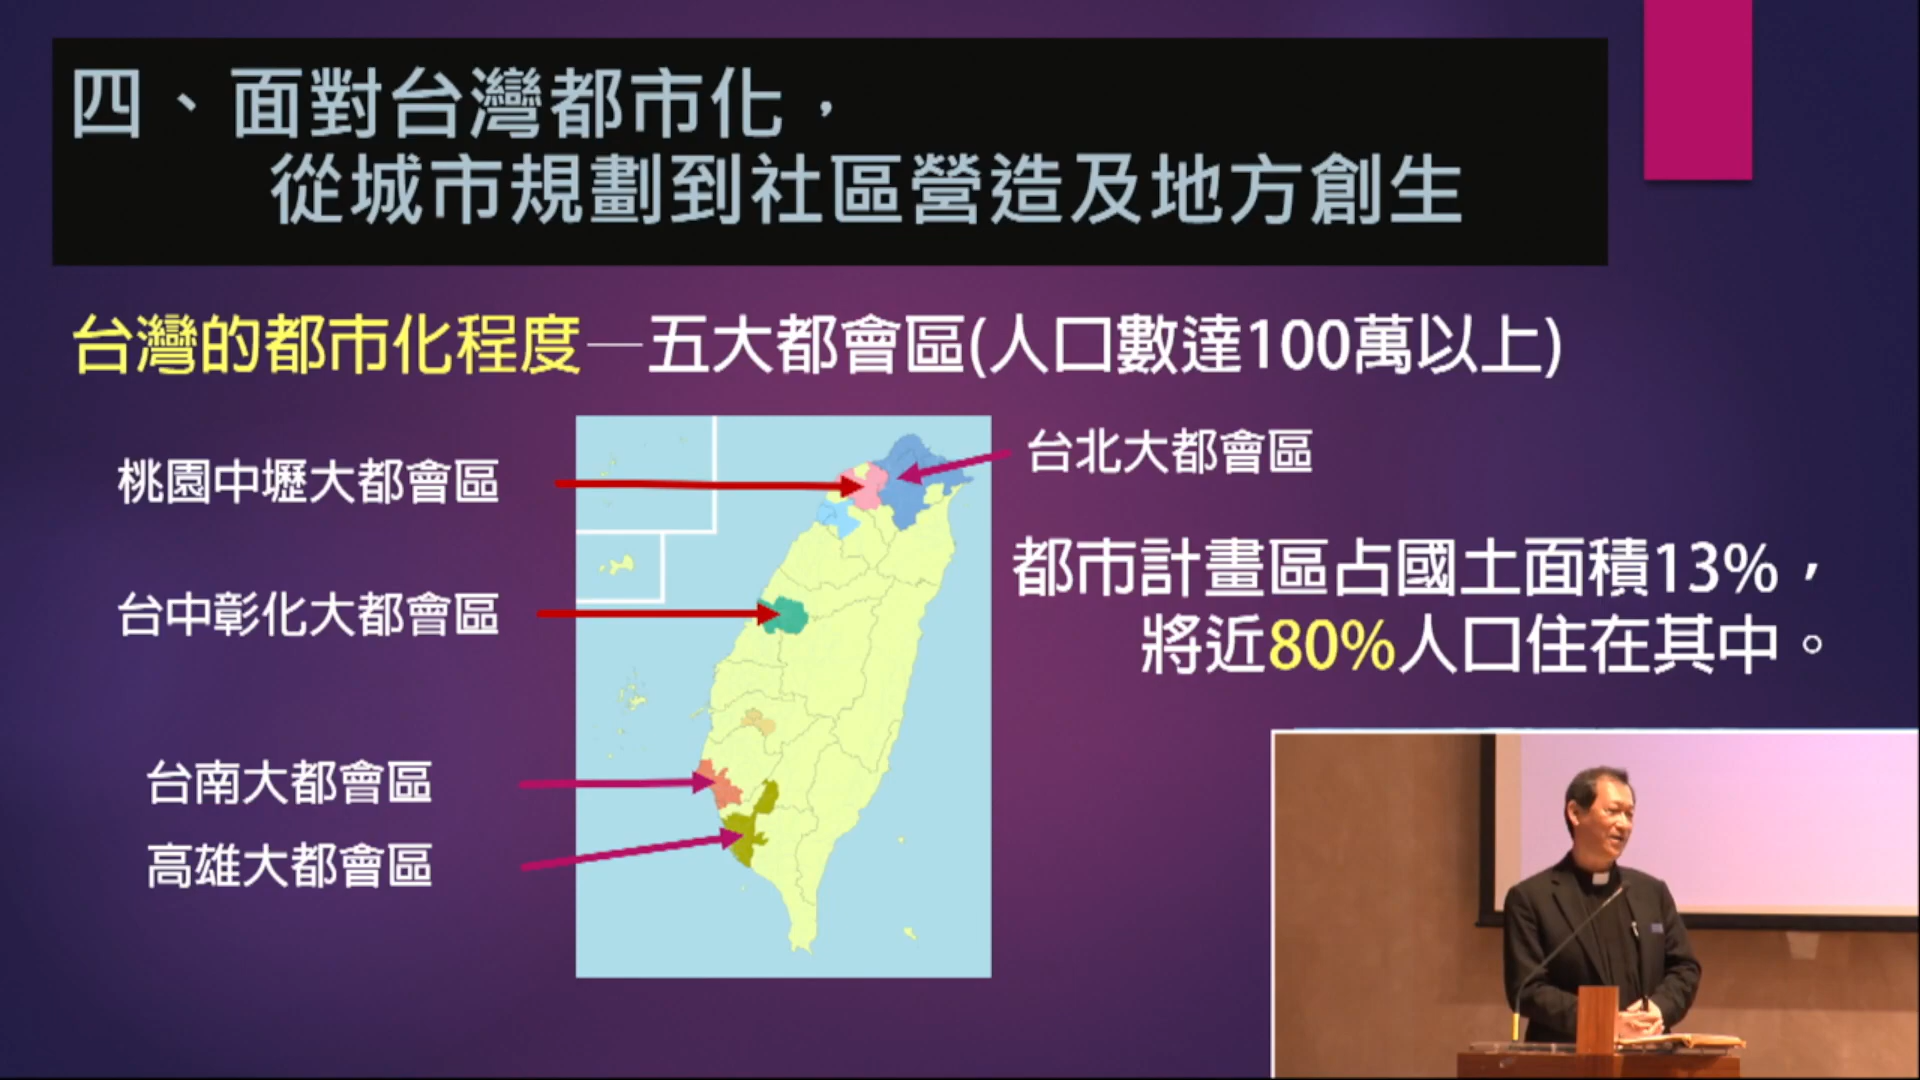 四、面對台灣都市化，
從城市規劃到社區營造及地方創生
台灣的都市化程度—五大都會區(人口數達100萬以上)
桃園中壢大都會區
台北大都會區
都市計畫區占國土面積13%，
將近80%人口住在其中。
台中彰化大都會區
台南大都會區
高雄大都會區